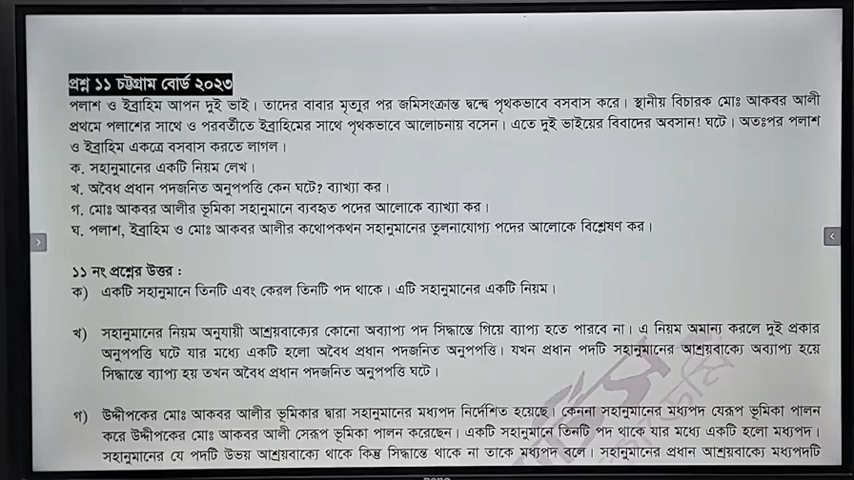 প্রশ্ন ১১ চট্টগ্রাম বোর্ড ২০২৩
পলাশ ও ইব্রাহিম আপন দুই ভাই। তাদের বাবার মৃত্যুর পর জমিসংক্রান্ত দ্বন্দ্বে পৃথকভাবে বসবাস করে। স্থানীয় বিচারক মোঃ আকবর আলী
প্রথমে পলাশের সাথে ও পরবর্তীতে ইব্রাহিমের সাথে পৃথকভাবে আলোচনায় বসেন। এতে দুই ভাইয়ের বিবাদের অবসান! ঘটে। অতঃপর পলাশ
ও ইব্রাহিম একত্রে বসবাস করতে লাগল।
ক. সহানুমানের একটি নিয়ম লেখ।
খ. অবৈধ প্রধান পদজনিত অনুপপত্তি কেন ঘটে? ব্যাখ্যা কর।
গ. মোঃ আকবর আলীর ভূমিকা সহানুমানে ব্যবহৃত পদের আলোকে ব্যাখ্যা কর।
ঘ. পলাশ, ইব্রাহিম ও মোঃ আকবর আলীর কথোপকথন সহানুমানের তুলনাযোগ্য পদের আলোকে বিশ্লেষণ কর।
১১ নং প্রশ্নের উত্তর :
ক) একটি সহানুমানে তিনটি এবং কেরল তিনটি পদ থাকে। এটি সহানুমানের একটি নিয়ম।
খ) সহানুমানের নিয়ম অনুযায়ী আশ্রয়বাক্যের কোনো অব্যাপ্য পদ সিদ্ধান্তে গিয়ে ব্যাপ্য হতে পারবে না। এ নিয়ম অমান্য করলে দুই প্রকার
অনুপপত্তি ঘটে যার মধ্যে একটি হলো অবৈধ প্রধান পদজনিত অনুপপত্তি। যখন প্রধান পদটি সহানুমানের আশ্রয়বাক্যে অব্যাপ্য হয়ে
সিদ্ধান্তে ব্যাপ্য হয় তখন অবৈধ প্রধান পদজনিত অনুপপত্তি ঘটে।
গ) উদ্দীপকের মোঃ আকবর আলীর ভূমিকার দ্বারা সহানুমানের মধ্যপদ নির্দেশিত হয়েছে। কেননা সহানুমানের মধ্যপদ যেরূপ ভূমিকা পালন
করে উদ্দীপকের মোঃ আকবর আলী সেরূপ ভূমিকা পালন করেছেন। একটি সহানুমানে তিনটি পদ থাকে যার মধ্যে একটি হলো মধ্যপদ।
সহানুমানের যে পদটি উভয় আশ্রয়বাক্যে থাকে কিন্তু সিদ্ধান্তে থাকে না তাকে মধ্যপদ বলে। সহানুমানের প্রধান আশ্রয়বাক্যে মধ্যপদটি